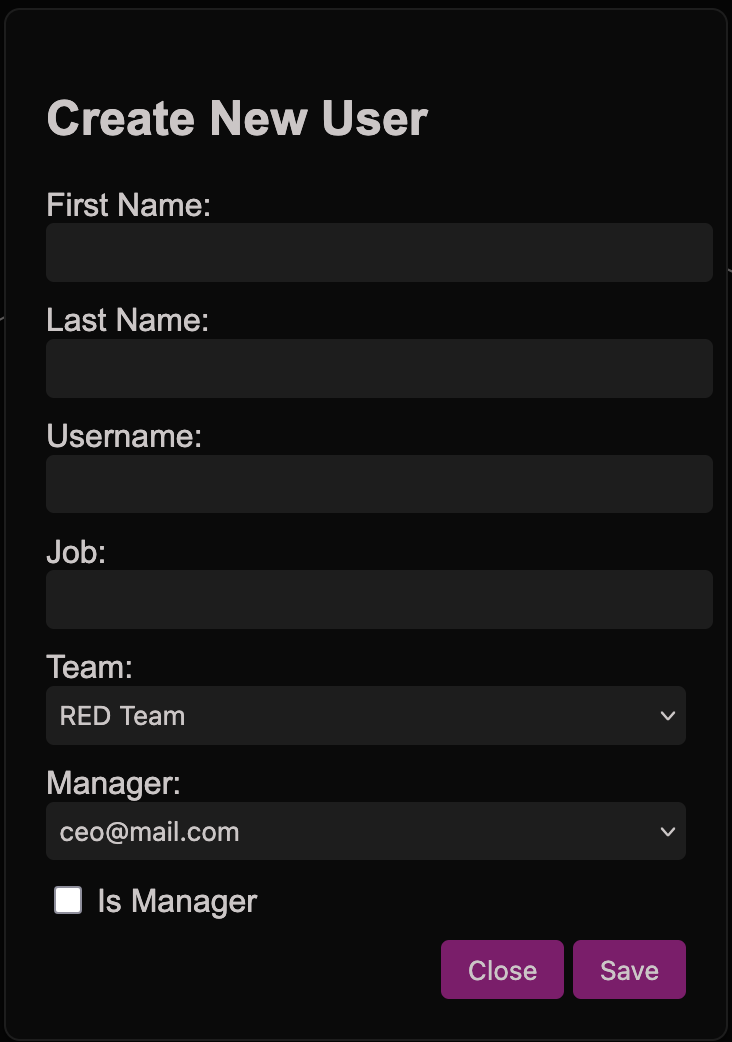 Create New User
First Name:
Last Name:
Username:
Job:
Team:
RED Team
Manager:
ceo@mail.com
Is Manager
Close Save